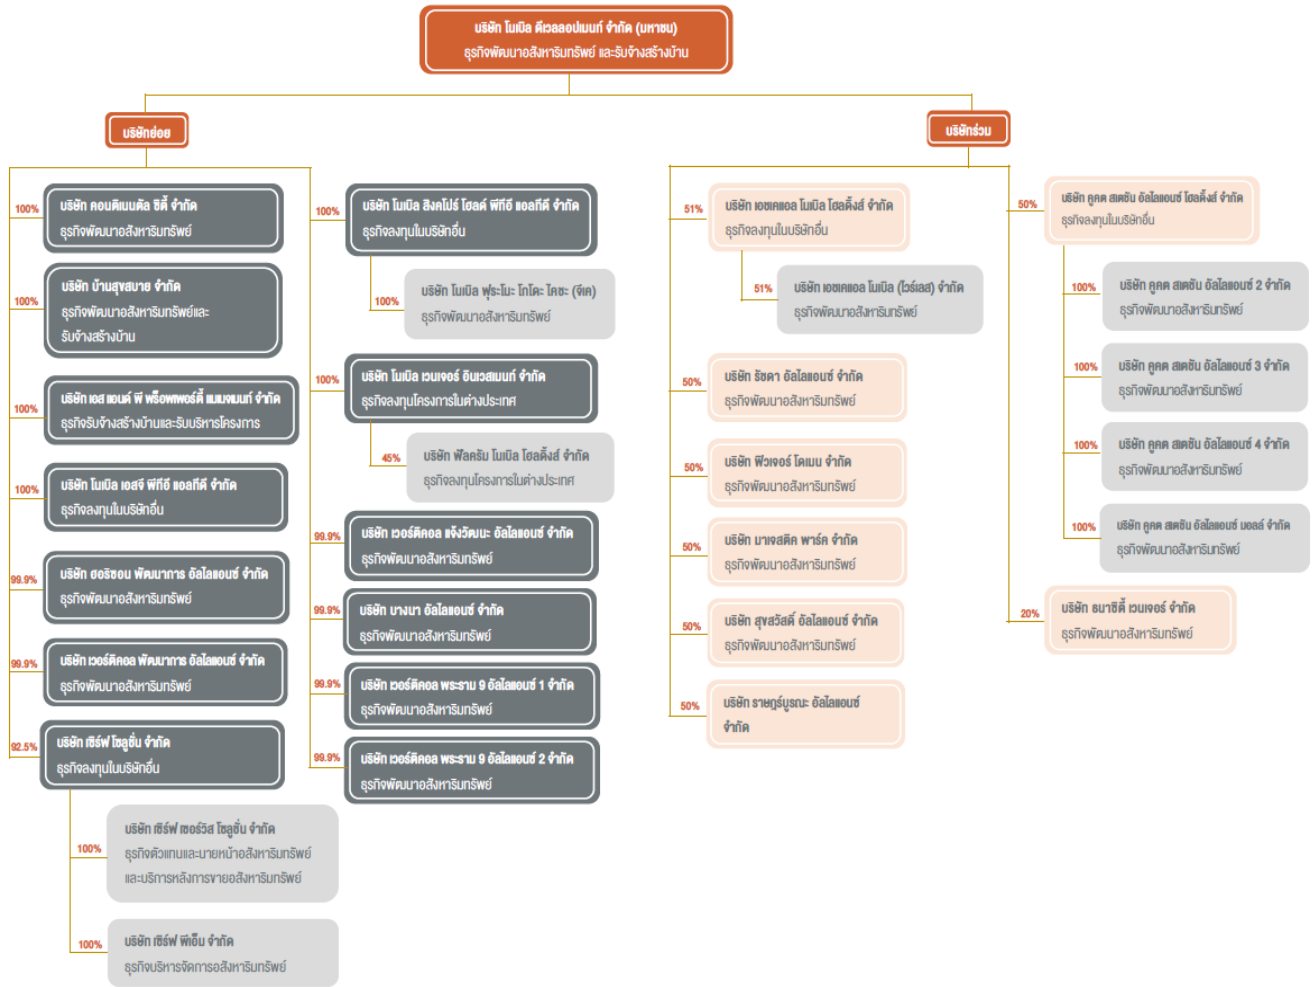 บริษัท โนเบิล ดีเวลลอปเมนท์ จำกัด (มหาชน)
ธุรกิจพัฒนาอสังหาริมทรัพย์ และรับจ้างสร้างบ้าน
บริษัทย่อย
100%
บริษัท คอนติเนนตัล ซิตี้ จำกัด
ธุรกิจพัฒนาอสังหาริมทรัพย์
100%
บริษัท บ้านสุขสบาย จำกัด
ธุรกิจพัฒนาอสังหาริมทรัพย์และ
รับจ้างสร้างบ้าน
100%
บริษัท เอส แอนด์ พี พร็อพเพอร์ตี้ แมเนจเมนท์ จำกัด
ธุรกิจรับจ้างสร้างบ้านและรับบริหารโครงการ
100%
บริษัท โนเบิล เอสจี พีทีอี แอลทีดี จำกัด
ธุรกิจลงทุนในบริษัทอื่น
99.9%
บริษัท ฮอริซอน พัฒนาการ อัลไลแอนซ์ จำกัด
ธุรกิจพัฒนาอสังหาริมทรัพย์
99.9%
บริษัท เวอร์ติคอล พัฒนาการ อัลไลแอนซ์ จำกัด
ธุรกิจพัฒนาอสังหาริมทรัพย์
92.5%
บริษัท เซิร์ฟ โซลูชั่น จำกัด
ธุรกิจลงทุนในบริษัทอื่น
100%
บริษัท เซิร์ฟ เซอร์วิส โซลูชั่น จำกัด
ธุรกิจตัวแทนและนายหน้าอสังหาริมทรัพย์
และบริการหลังการขายอสังหาริมทรัพย์
100%
บริษัท เซิร์ฟ พีเอ็ม จำกัด
ธุรกิจบริหารจัดการอสังหาริมทรัพย์
100%
บริษัท โนเบิล สิงคโปร์ โฮลด์ พีทีอี แอลทีดี จำกัด
ธุรกิจลงทุนในบริษัทอื่น
100%
บริษัท โนเบิล ฟุระโนะ โกโดะ ไคชะ (จีเค)
ธุรกิจพัฒนาอสังหาริมทรัพย์
100%
บริษัท โนเบิล เวนเจอร์ อินเวสเมนท์ จำกัด
ธุรกิจลงทุนโครงการในต่างประเทศ
45%
บริษัท ฟัลครัม โนเบิล โฮลดิ้งส์ จำกัด
ธุรกิจลงทุนโครงการในต่างประเทศ
99.9%
บริษัท เวอร์ติคอล แจ้งวัฒนะ อัลไลแอนซ์ จำกัด
ธุรกิจพัฒนาอสังหาริมทรัพย์
99.9%
บริษัท บางนา อัลไลแอนซ์ จำกัด
ธุรกิจพัฒนาอสังหาริมทรัพย์
99.9%
บริษัท เวอร์ติคอล พระราม 9 อัลไลแอนซ์ 1 จำกัด
ธุรกิจพัฒนาอสังหาริมทรัพย์
99.9%
บริษัท เวอร์ติคอล พระราม 9 อัลไลแอนซ์ 2 จำกัด
ธุรกิจพัฒนาอสังหาริมทรัพย์
บริษัทร่วม
51%
บริษัท เอชเคแอล โนเบิล โฮลดิ้งส์ จำกัด
ธุรกิจลงทุนในบริษัทอื่น
51%
บริษัท เอชเคแอล โนเบิล (ไวร์เลส) จำกัด
ธุรกิจพัฒนาอสังหาริมทรัพย์
50%
บริษัท รัชดา อัลไลแอนซ์ จำกัด
ธุรกิจพัฒนาอสังหาริมทรัพย์
50%
บริษัท ฟิวเจอร์ โดเมน จำกัด
ธุรกิจพัฒนาอสังหาริมทรัพย์
50%
บริษัท มาเจสติค พาร์ค จำกัด
ธุรกิจพัฒนาอสังหาริมทรัพย์
50%
บริษัท สุขสวัสดิ์ อัลไลแอนซ์ จำกัด
ธุรกิจพัฒนาอสังหาริมทรัพย์
50%
บริษัท ราษฎร์บูรณะ อัลไลแอนซ์
จำกัด
50%
บริษัท คูคต สเตชัน อัลไลแอนซ์ โฮลดิ้งส์ จำกัด
ธุรกิจลงทุนในบริษัทอื่น
100%
บริษัท คูคต สเตชัน อัลไลแอนซ์ 2 จำกัด
ธุรกิจพัฒนาอสังหาริมทรัพย์
100%
บริษัท คูคต สเตชัน อัลไลแอนซ์ 3 จำกัด
ธุรกิจพัฒนาอสังหาริมทรัพย์
100%
บริษัท คูคต สเตชัน อัลไลแอนซ์ 4 จำกัด
ธุรกิจพัฒนาอสังหาริมทรัพย์
100%
บริษัท คูคต สเตชัน อัลไลแอนซ์ มอลล์ จำกัด
ธุรกิจพัฒนาอสังหาริมทรัพย์
20%
บริษัท ธนาซิตี้ เวนเจอร์ จำกัด
ธุรกิจพัฒนาอสังหาริมทรัพย์